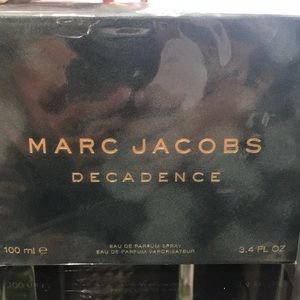 MARC JACOBS
DECADENCE
EAU DE PARFUM SPRAY
100 ml e EAU DE PARFUM VAPORISATEUR 3.4 FL OZ